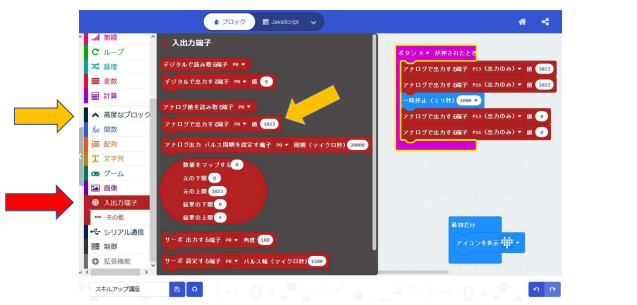 ブロック
JavaScript
無線
ループ
論理
変数
計算
高度なブロック
関数
配列
文字列
ゲーム
画像
入出力端子
その他
シリアル通信
制御
拡張機能
入出力端子
デジタルで読み取る端子 P0
デジタルで出力する端子 P0 値 0
アナログ値を読み取る端子 P0
アナログで出力する端子 P0 値 1023
アナログ出力 パルス周期を設定する端子 P0 周期（マイクロ秒） 20000
数値をマップする 0
元の下限 0
元の上限 1023
結果の下限 0
結果の上限 4
サーボ 出力する端子 P0 角度 180
サーボ 設定する端子 P0 パルス幅（マイクロ秒） 1500
ボタン A が押されたとき
アナログで出力する端子 P13（出力のみ） 値 1023
アナログで出力する端子 P16（出力のみ） 値 1023
一時停止（ミリ秒） 2000
アナログで出力する端子 P13（出力のみ） 値 0
アナログで出力する端子 P16（出力のみ） 値 0
最初だけ
アイコンを表示
スキルアップ講座